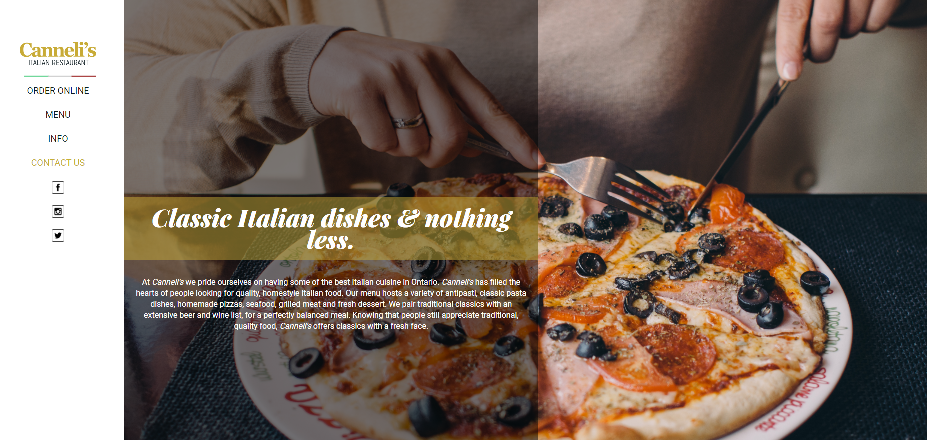 Canneli's
ITALIAN RESTAURANT
ORDER ONLINE
MENU
INFO
CONTACT US
Classic Italian dishes & nothing
less.
At Canneli's we pride ourselves on having some of the best Italian cuisine in Ontario. Canneli's has filled the
hearts of people looking for quality, homestyle Italian food. Our menu hosts a variety of antipasti, classic pasta
dishes, homemade pizzas, seafood, grilled meat and fresh dessert. We pair traditional classics with an
extensive beer and wine list, for a perfectly balanced meal. Knowing that people still appreciate traditional,
quality food, Canneli's offers classics with a fresh face.